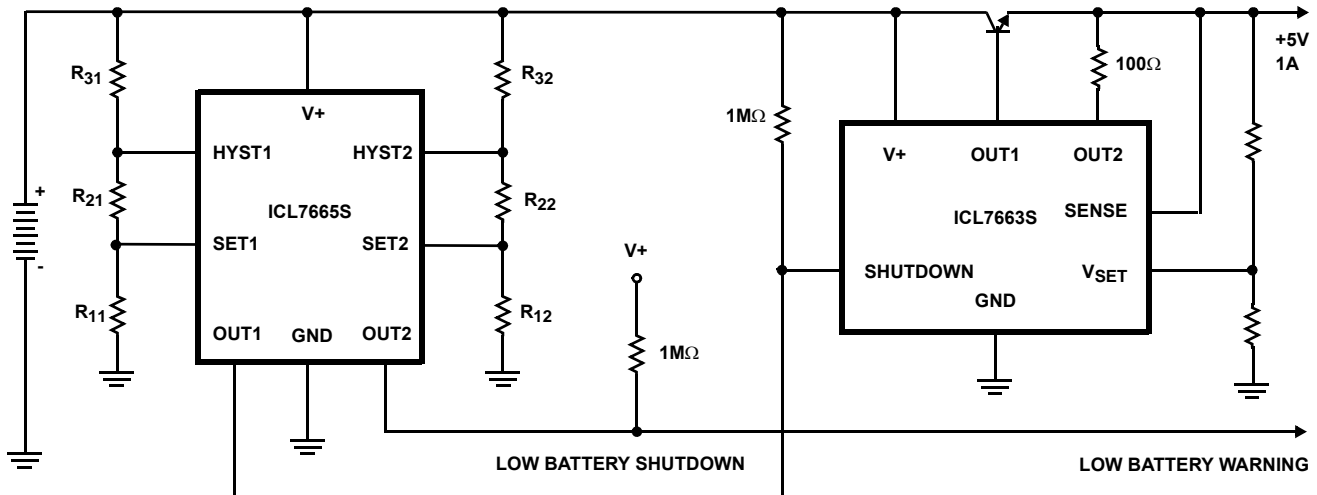 R31
R21
R11
+
-
V+
HYST1
HYST2
ICL7665S
SET1
SET2
OUT1
GND
OUT2
R32
R22
R12
V+
1MΩ
LOW BATTERY SHUTDOWN
1MΩ
V+
OUT1
OUT2
SENSE
ICL7663S
SHUTDOWN
VSET
GND
100Ω
+5V
1A
LOW BATTERY WARNING